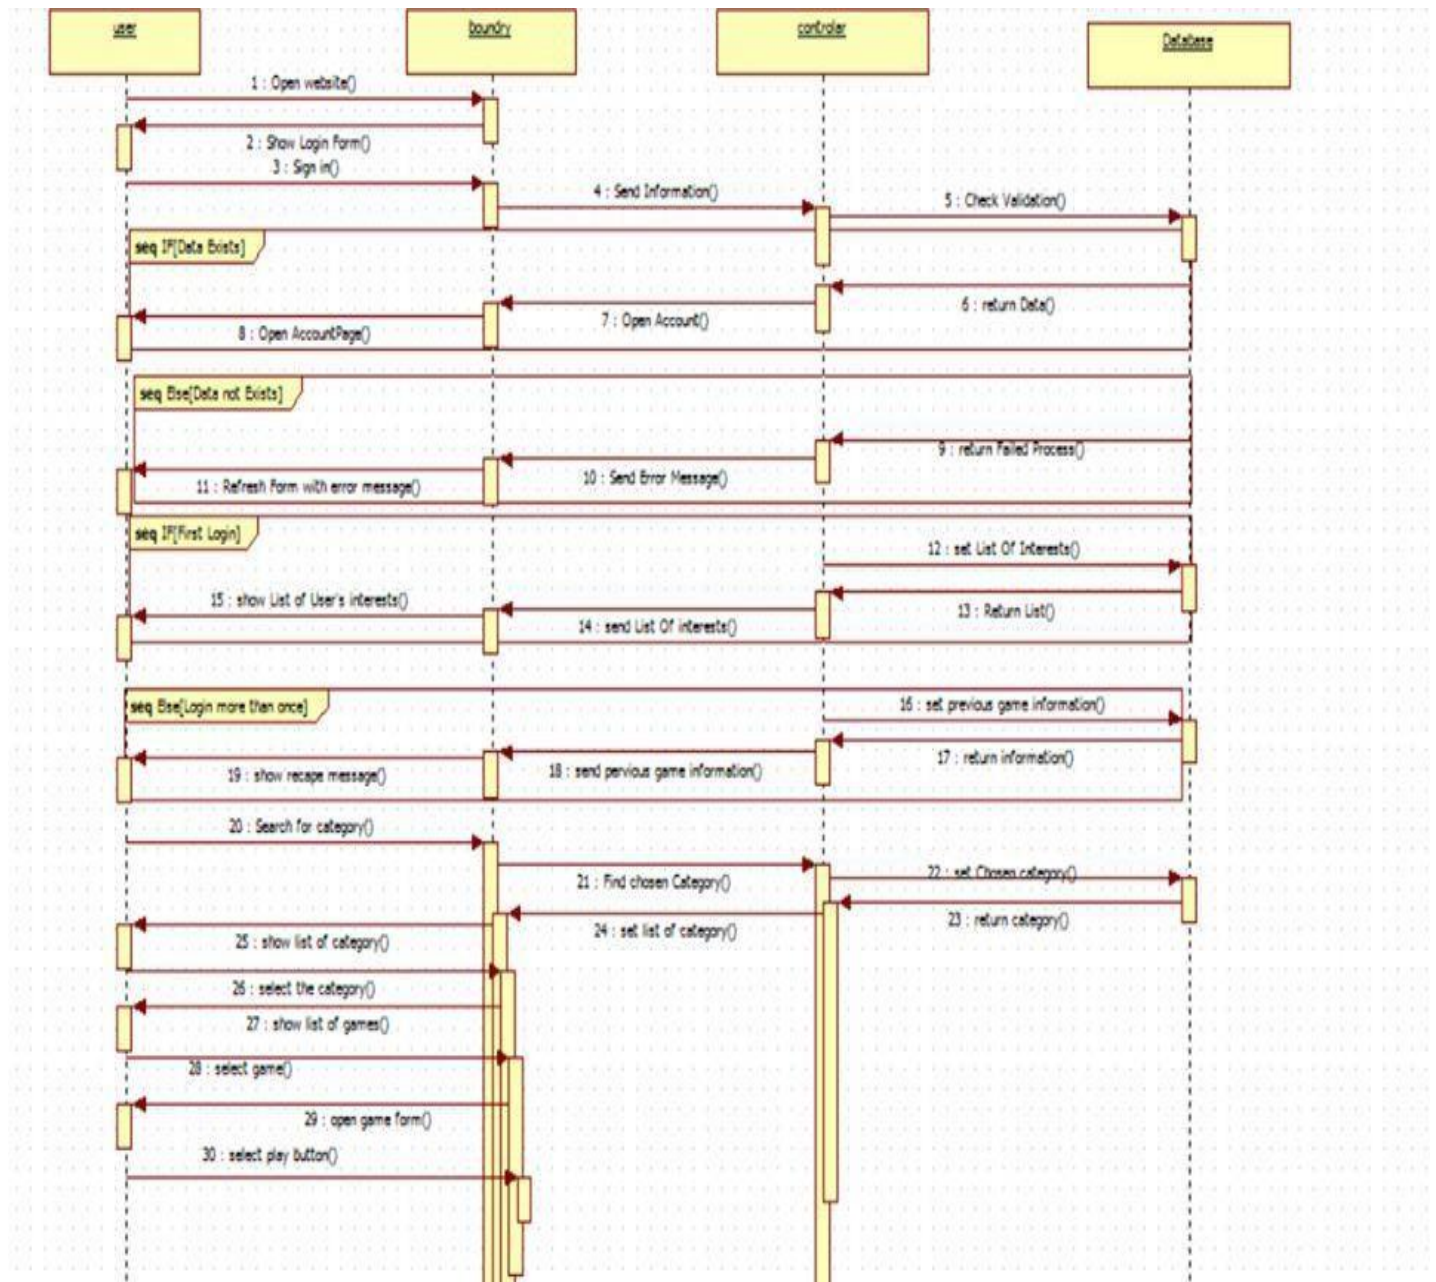 user
boundry
controlar
Database
1 : Open website()
2 : Show Login Form()
3 : Sign in()
4 : Send Information()
5 : Check Validation()
seq IF[Data Exists]
6 : return Data()
7 : Open Account()
8 : Open AccountPage()
seq Else[Data not Exists]
9 : return Failed Process()
10 : Send Error Message()
11 : Refresh Form with error message()
seq IF[First Login]
12 : set List Of Interests()
13 : Return List()
14 : send List Of interests()
15 : show List of User's interests()
seq Else[Login more than once]
16 : set previous game information()
17 : return information()
18 : send pervious game information()
19 : show recape message()
20 : Search for category()
21 : Find chosen Category()
22 : set Chosen category()
23 : return category()
24 : set list of category()
25 : show list of category()
26 : select the category()
27 : show list of games()
28 : select game()
29 : open game form()
30 : select play button()